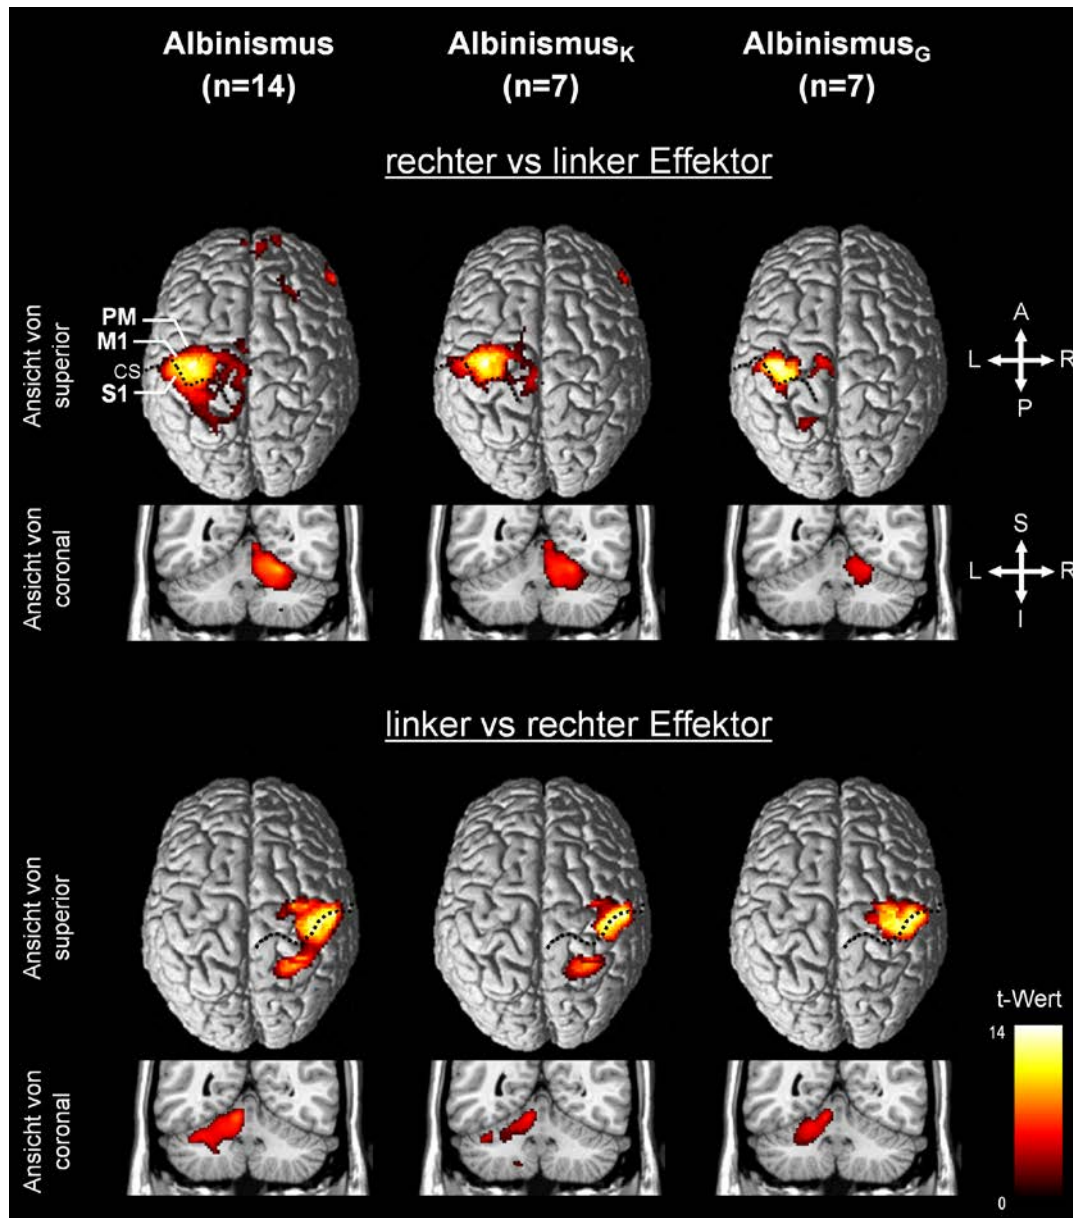 Albinismus
(n=14)
Albinismus_K
(n=7)
Albinismus_G
(n=7)
rechter vs linker Effektor
Ansicht von
superior
PM
M1
CS
S1
A
L
R
P
Ansicht von
coronal
S
L
R
I
linker vs rechter Effektor
Ansicht von
superior
t-Wert
14
0
Ansicht von
coronal